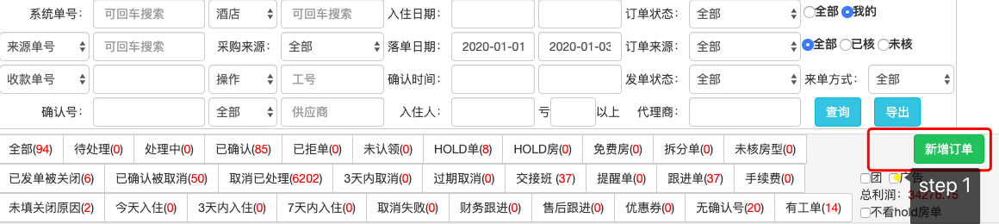 系统单号： 可回车搜索 酒店 可回车搜索 入住日期： 订单状态： 全部 全部 我的
来源单号 可回车搜索 采购来源： 全部 落单日期： 2020-01-01 2020-01-03 订单来源： 全部 全部 已核 未核
收款单号 操作 工号 确认时间： 发单状态： 全部 来单方式： 全部
确认号： 全部 供应商 入住人： 亏 以上 代理商： 查询 导出
全部(94) 待处理(0) 处理中(0) 已确认(85) 已拒单(0) 未认领(0) HOLD单(8) HOLD房(0) 免费房(0) 拆分单(0) 未核房型(0) 新增订单
已发单被关闭(6) 已确认被取消(50) 取消已处理(6202) 3天内取消(0) 过期取消(0) 交接班 (37) 提醒单(0) 跟进单(37) 手续费(0) 团 广告
step 1
总利润：34276.15
未填关闭原因(2) 今天入住(0) 3天内入住(0) 7天内入住(0) 取消失败(0) 财务跟进(0) 售后跟进(0) 优惠券(0) 无确认号(20) 有工单(14) 不看hold房单